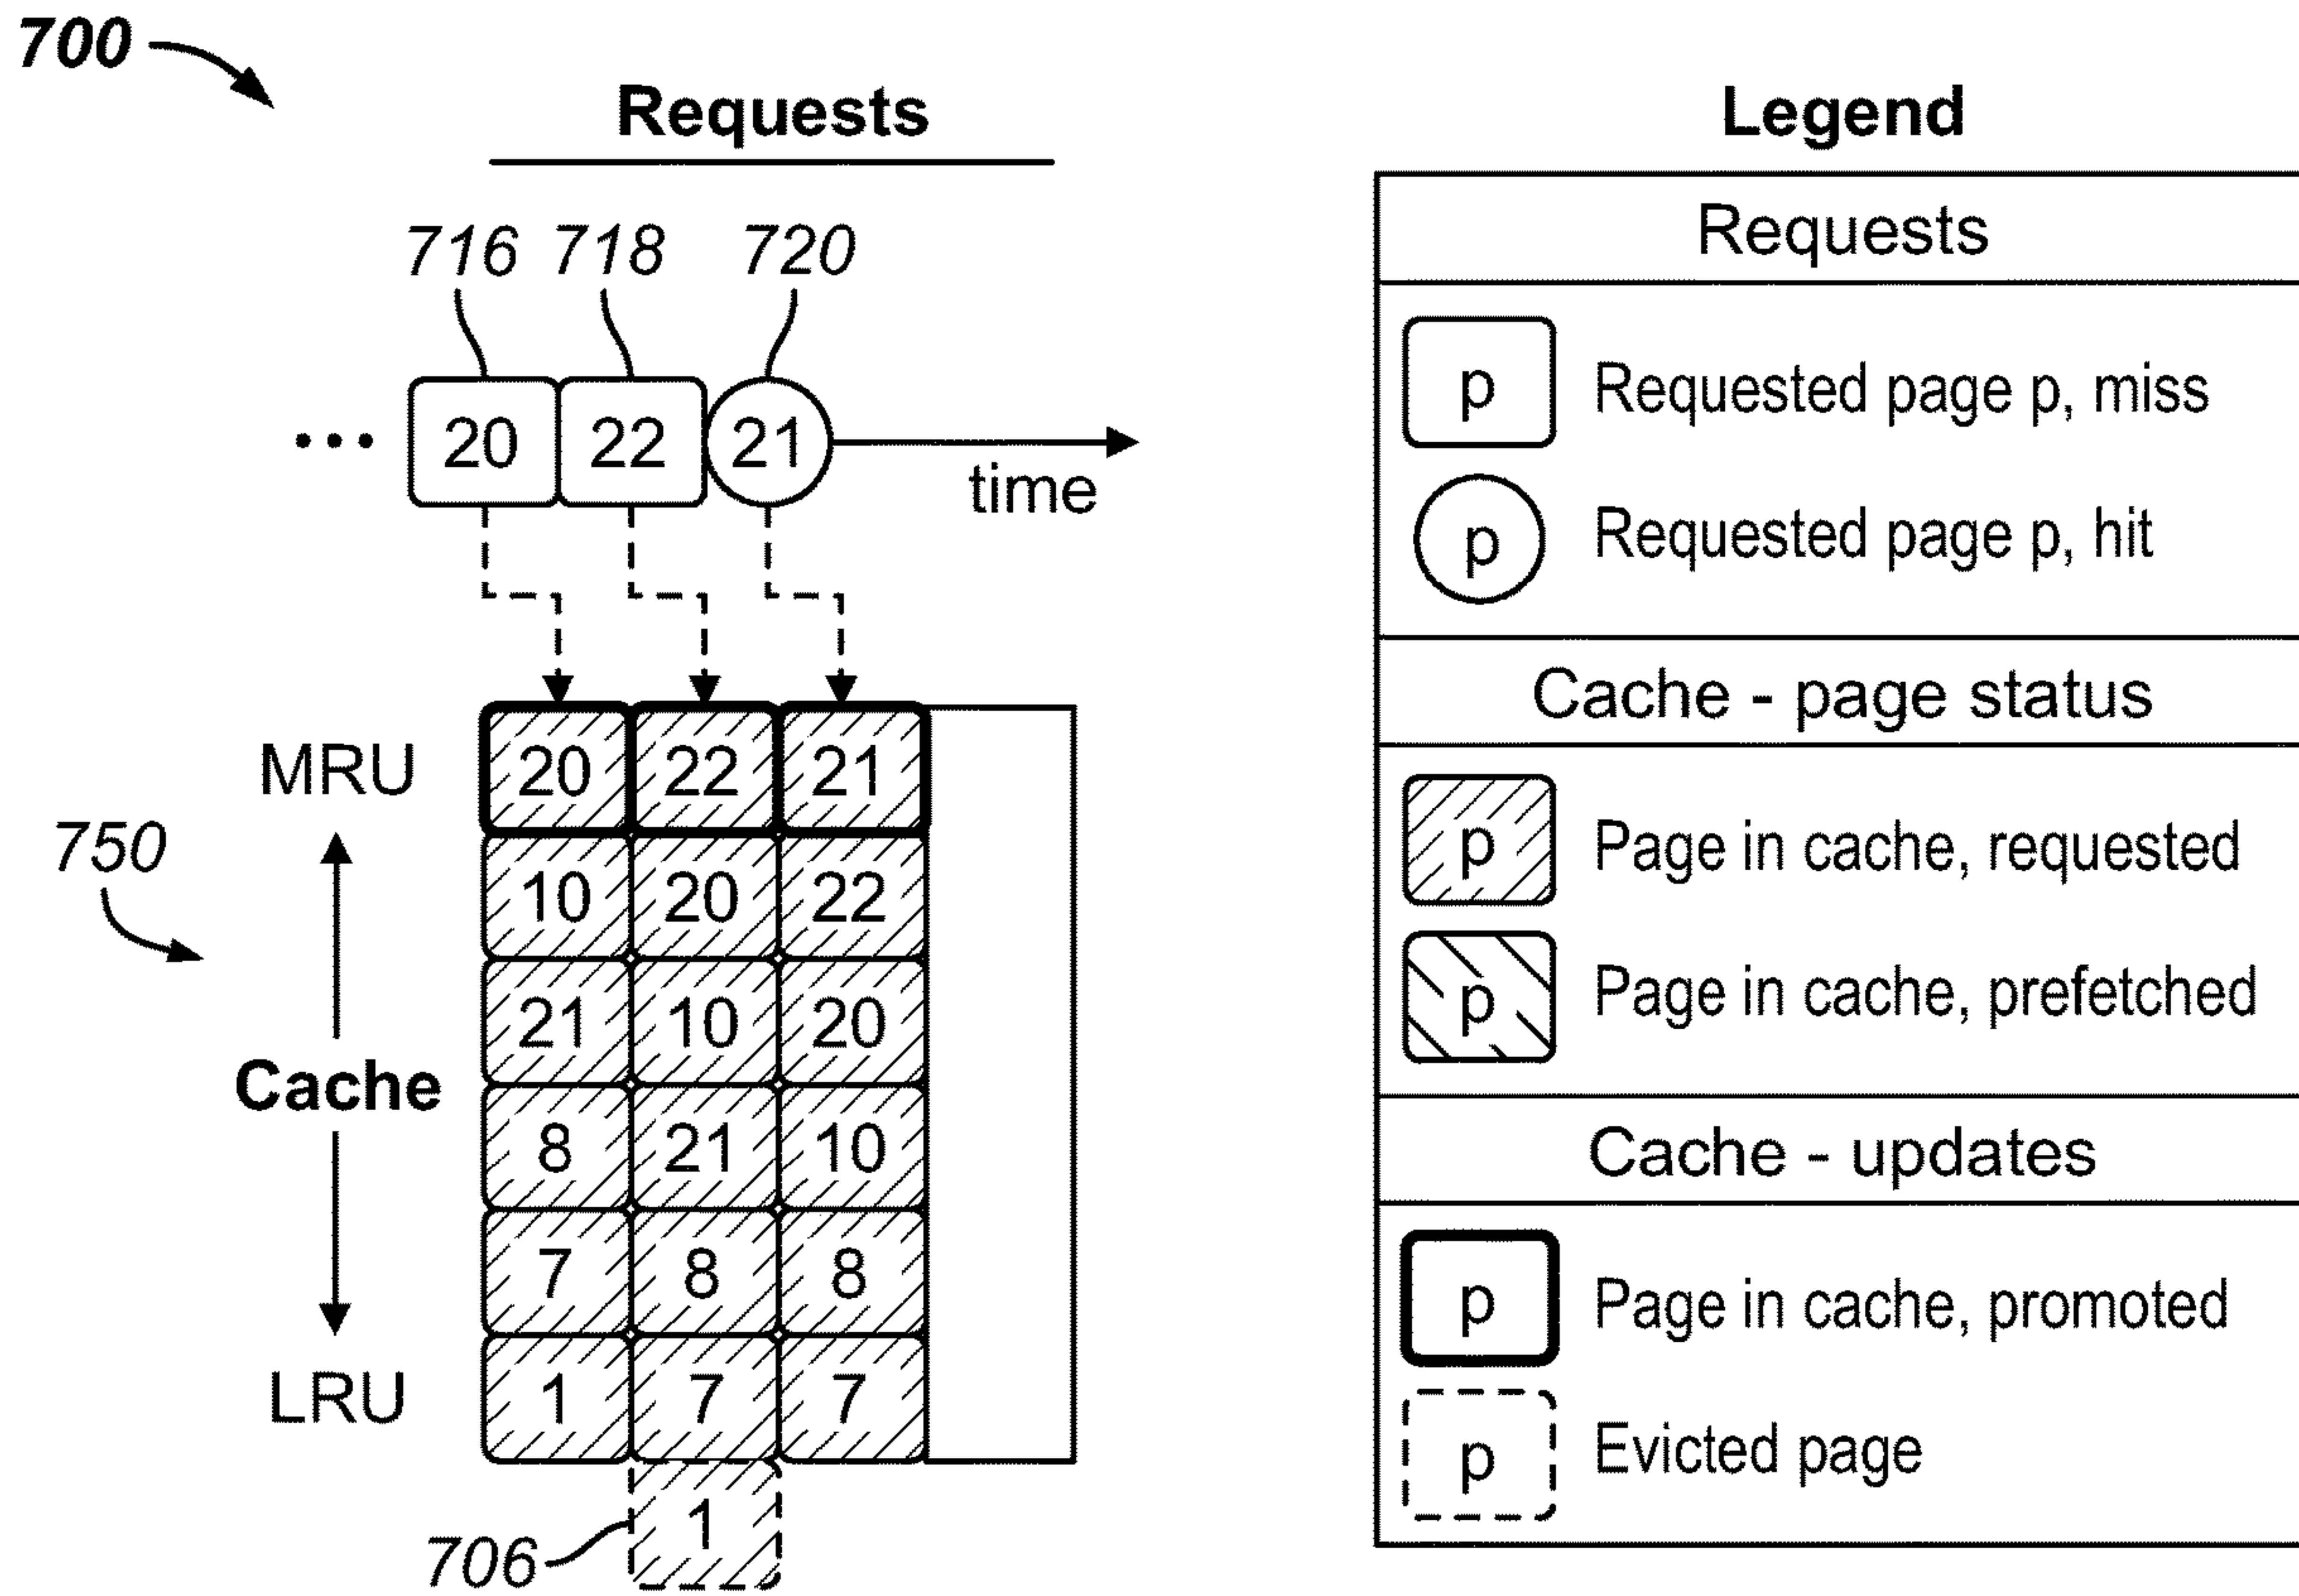 700
Requests
716 718 720
20 22 21
time
MRU
750
Cache
LRU
20 22 21
10 20 22
21 10 20
8 21 10
7 8 8
1 7 7
1
706
Legend
Requests
p Requested page p, miss
p Requested page p, hit
Cache - page status
p Page in cache, requested
p Page in cache, prefetched
Cache - updates
p Page in cache, promoted
p Evicted page